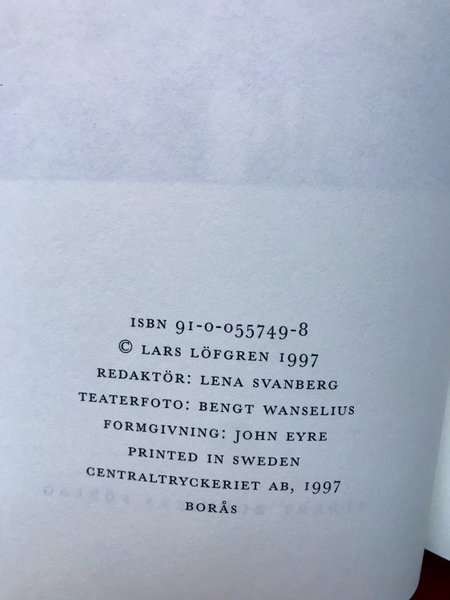 ISBN 91-0-055749-8
© LARS LÖFGREN 1997
REDAKTÖR: LENA SVANBERG
TEATERFOTO: BENGT WANSELIUS
FORMGIVNING: JOHN EYRE
PRINTED IN SWEDEN
CENTRALTRYCKERIET AB, 1997
BORÅS